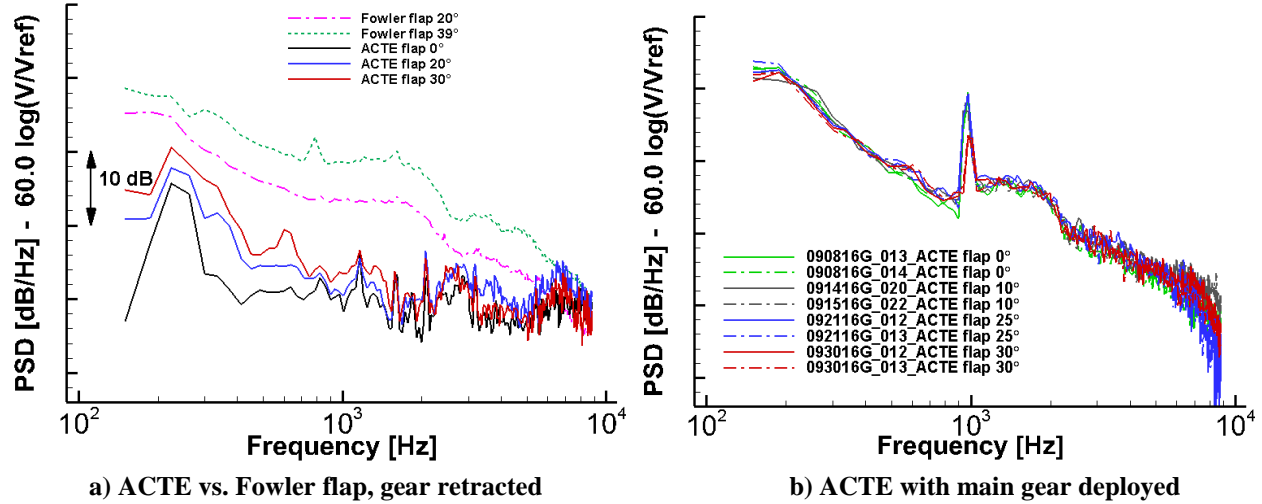 PSD [dB/Hz] - 60.0 log(V/Vref)
Fowler flap 20°
Fowler flap 39°
ACTE flap 0°
ACTE flap 20°
ACTE flap 30°
10 dB
10² 10³ 10⁴
Frequency [Hz]
a) ACTE vs. Fowler flap, gear retracted
PSD [dB/Hz] - 60.0 log(V/Vref)
090816G_013_ACTE flap 0°
090816G_014_ACTE flap 0°
091416G_020_ACTE flap 10°
091516G_022_ACTE flap 10°
092116G_012_ACTE flap 25°
092116G_013_ACTE flap 25°
093016G_012_ACTE flap 30°
093016G_013_ACTE flap 30°
10² 10³ 10⁴
Frequency [Hz]
b) ACTE with main gear deployed